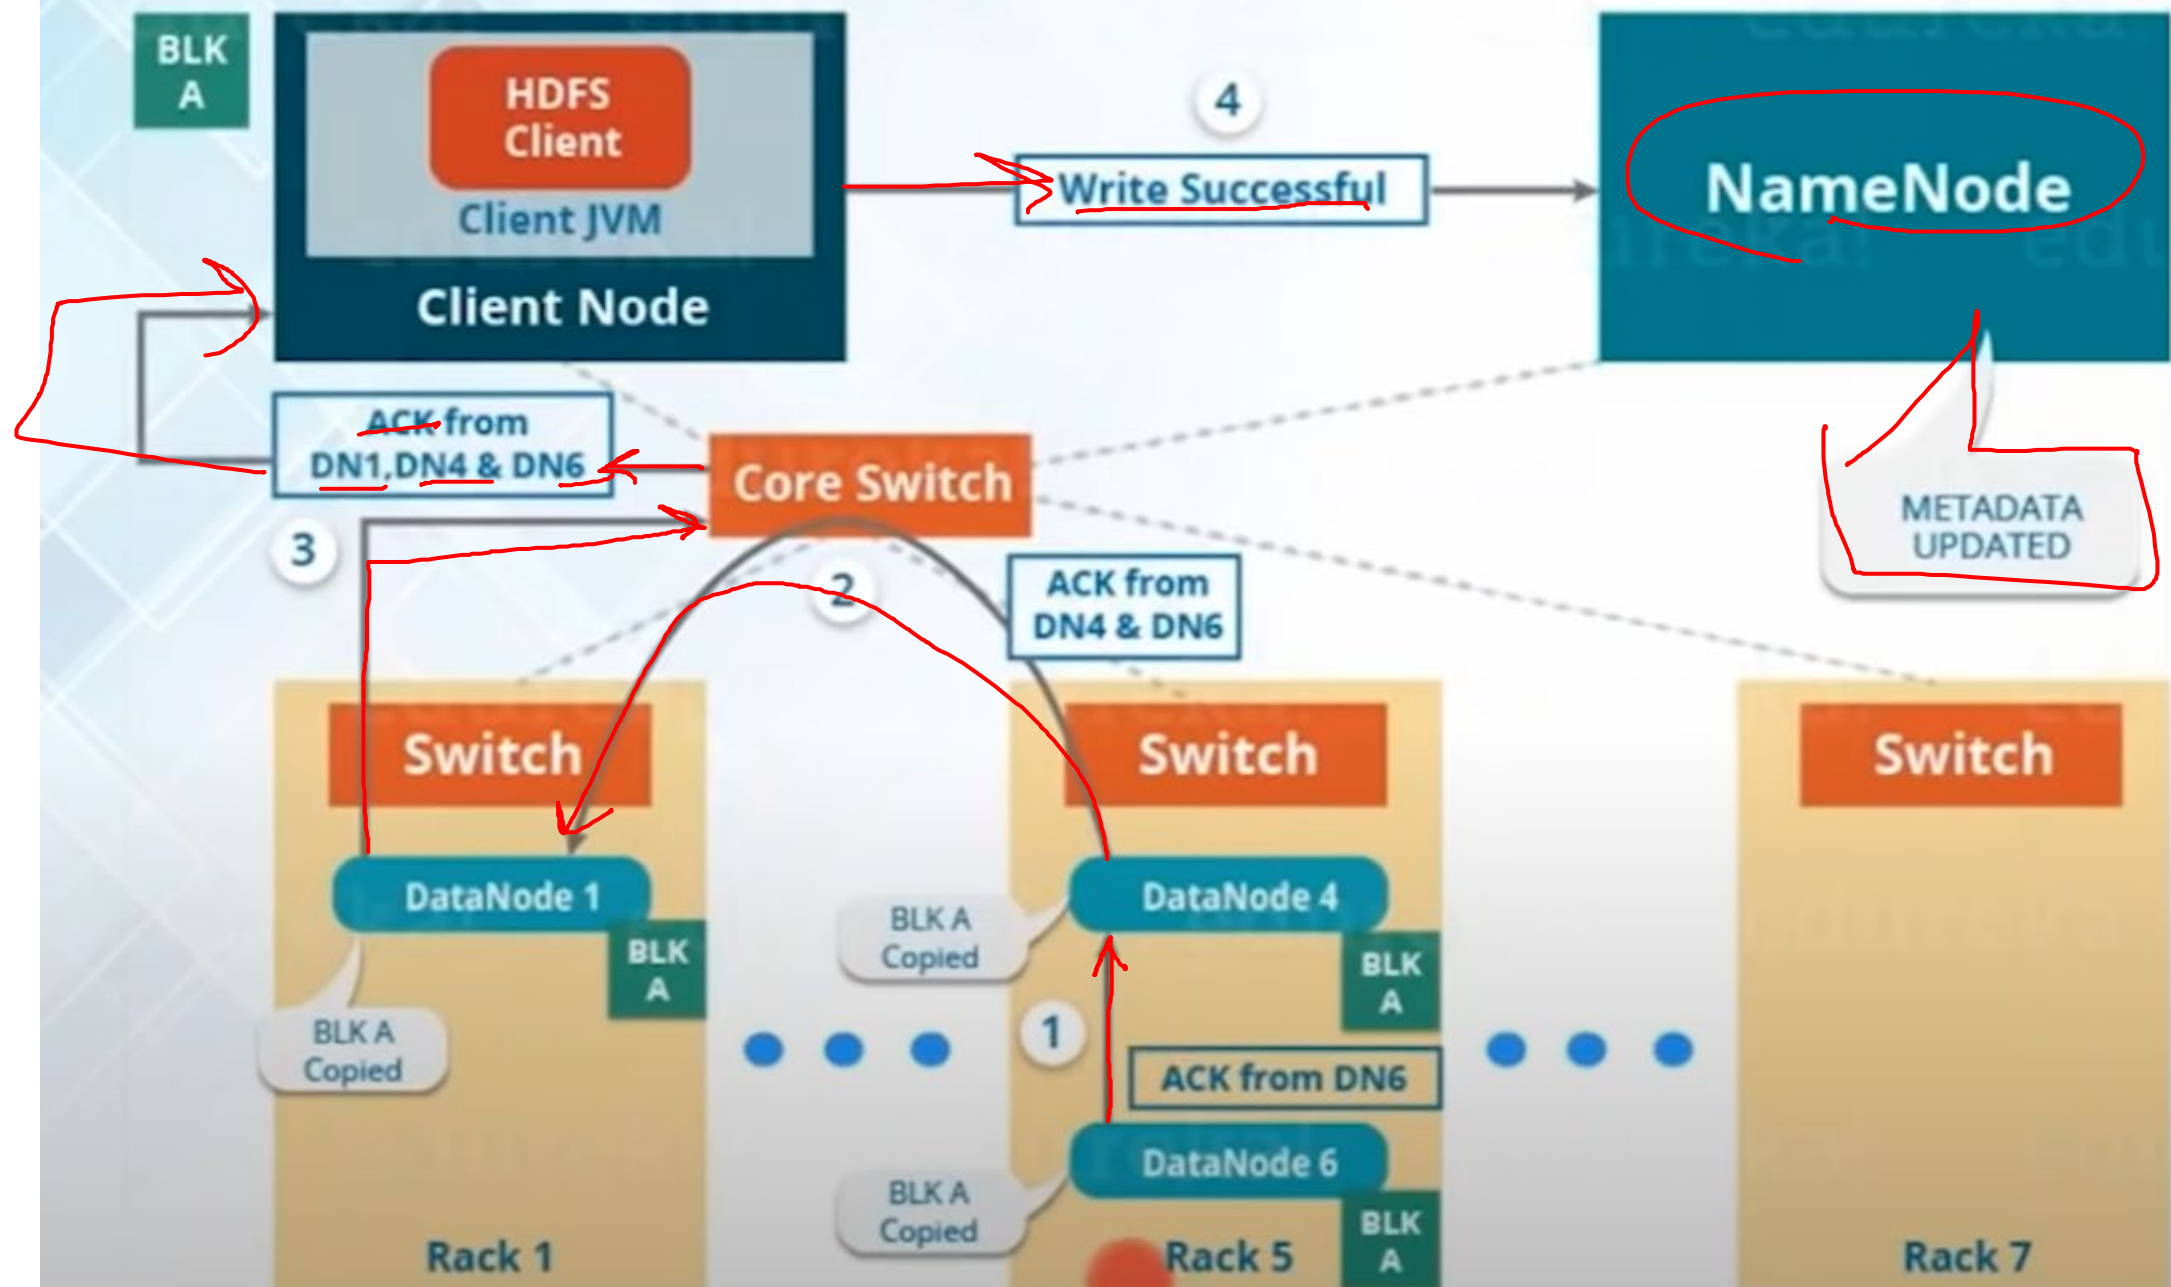 BLK
A
HDFS
Client
Client JVM
Client Node
4
Write Successful
NameNode
ACK from
DN1,DN4 & DN6
3
Core Switch
2
ACK from
DN4 & DN6
METADATA
UPDATED
Switch
Switch
Switch
DataNode 1
BLK
A
BLK A
Copied
DataNode 4
BLK A
Copied
BLK
A
1
ACK from DN6
DataNode 6
BLK A
Copied
BLK
A
Rack 1
Rack 5
Rack 7